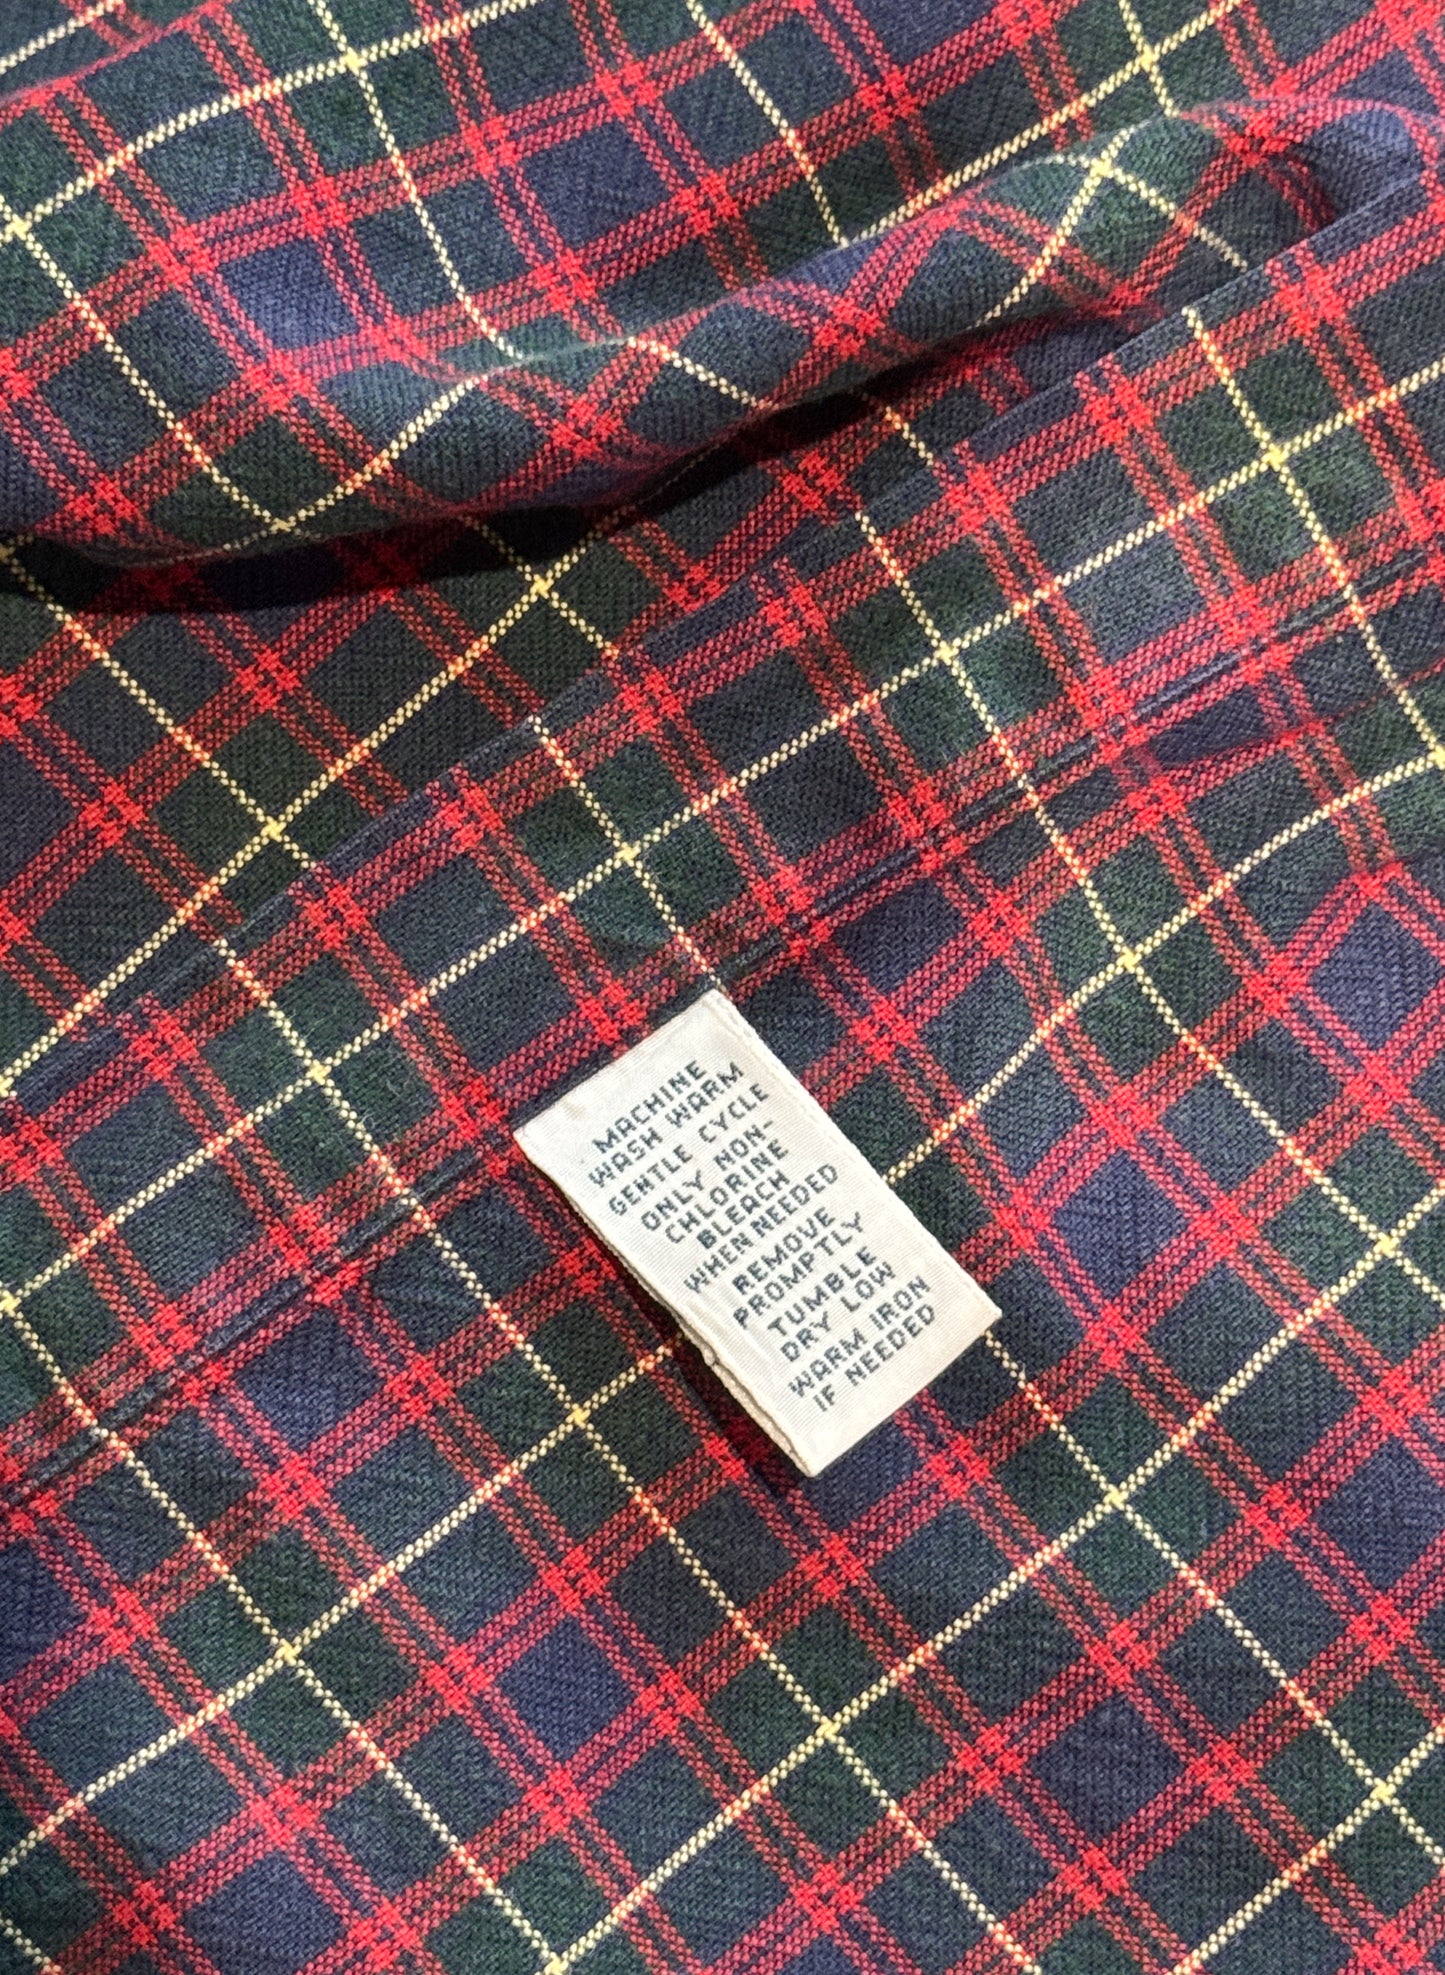 MACHINE
WASH WARM
GENTLE CYCLE
ONLY NON-
CHLORINE
BLEACH
WHEN NEEDED
REMOVE
PROMPTLY
TUMBLE
DRY LOW
WARM IRON
IF NEEDED